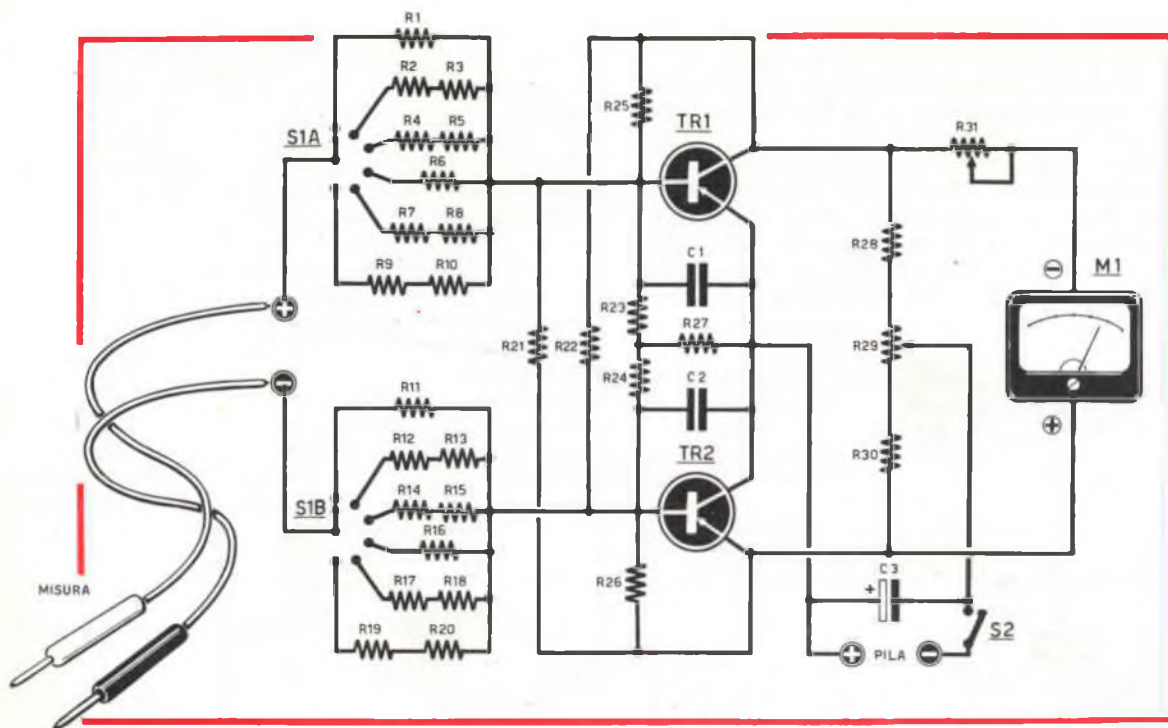 R1
R2 R3
S1A
R4 R5
R6
R7 R8
R9 R10
R25
TR1
R31
R28
C1
M1
R23
R27
R21
R22
R29
R24
C2
R11
R12 R13
TR2
R30
S1B
R14 R15
R16
R17 R18
R19 R20
R26
C3
+
S2
+ PILA -
MISURA